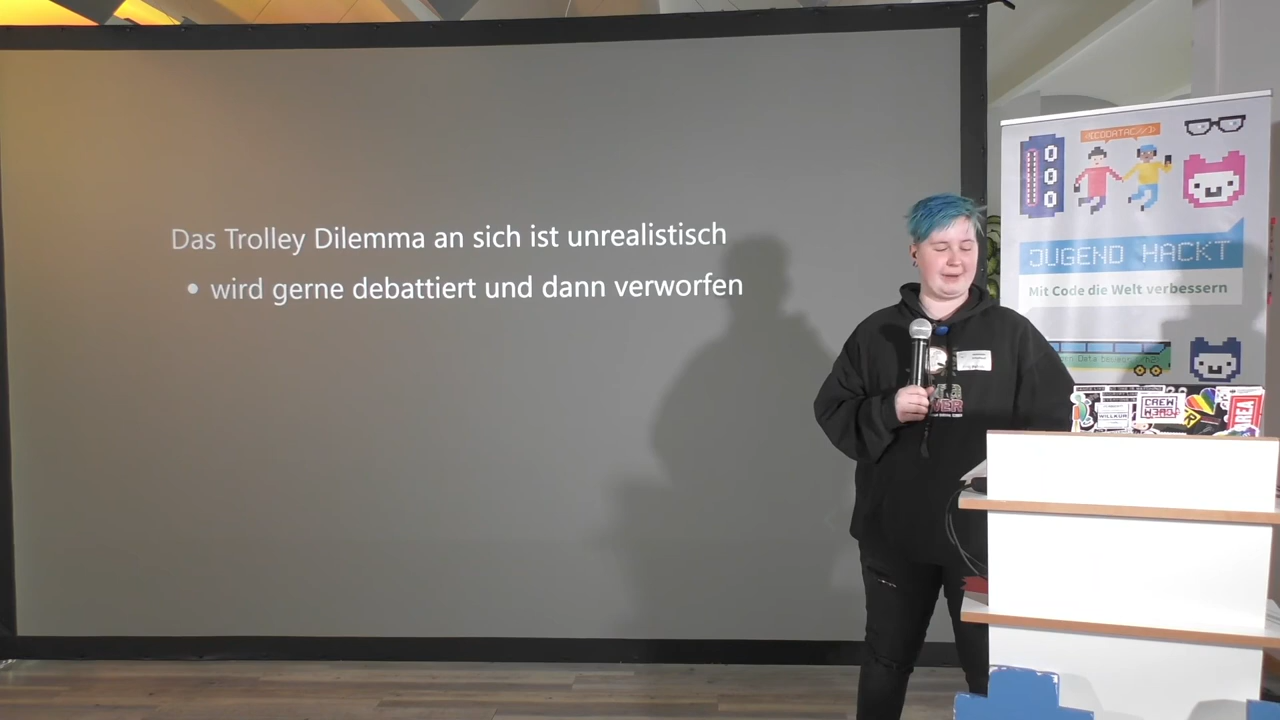 Das Trolley Dilemma an sich ist unrealistisch
• wird gerne debattiert und dann verworfen
JUGEND HACKT
Mit Code die Welt verbessern
CREW
WILLKOM